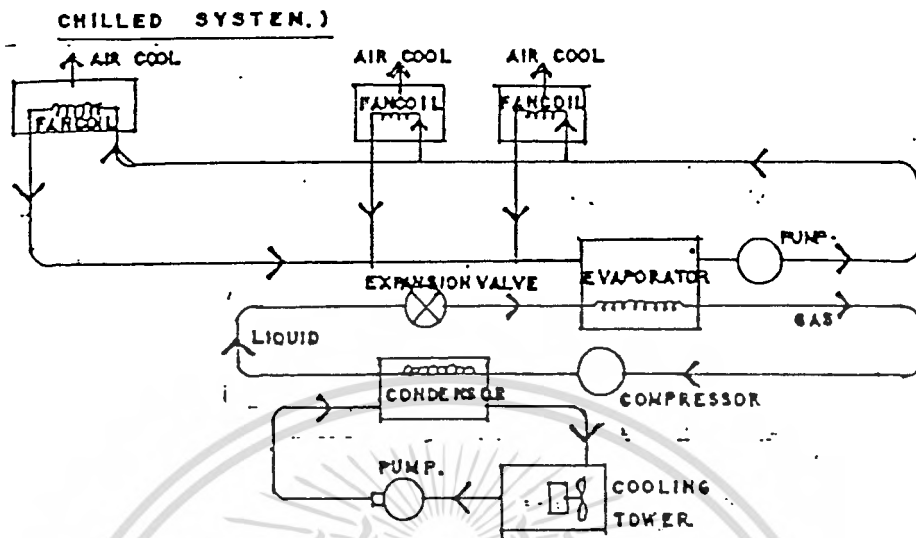 CHILLED SYSTEN.)
AIR COOL
AIR COOL
AIR COOL
FANCOIL
FANCOIL
FANCOIL
PUMP.
EXPANSION VALVE
EVAPORATOR
GAS
LIQUID
CONDENSOR
COMPRESSOR
PUMP.
COOLING
TOWER